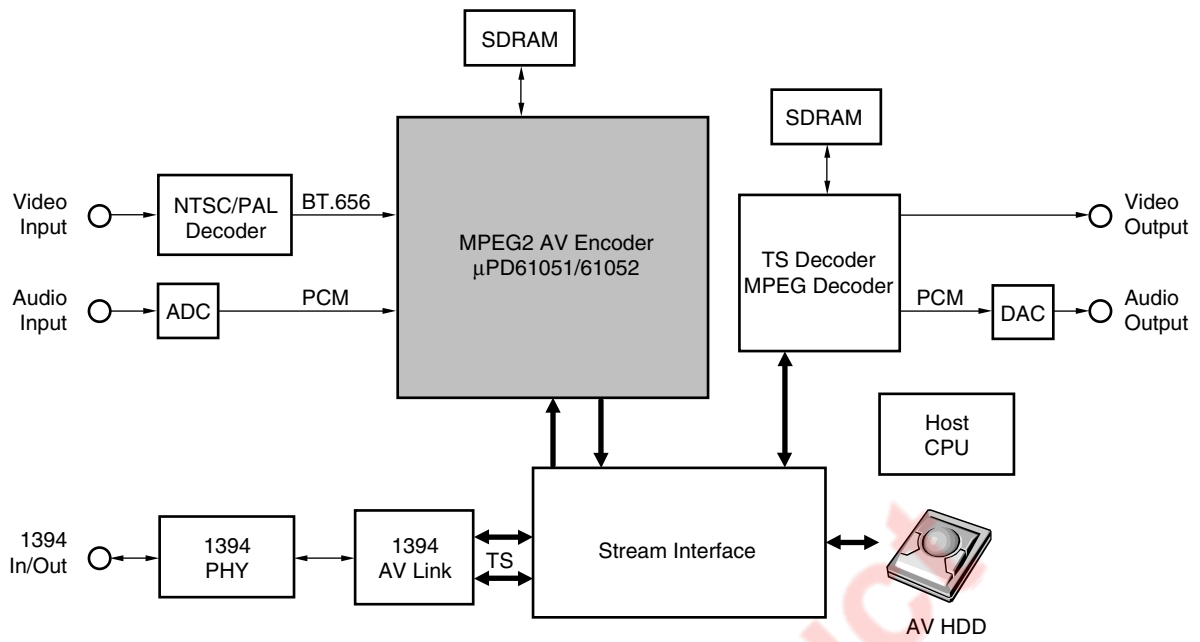 SDRAM
SDRAM
Video
Input
NTSC/PAL
Decoder
BT.656
MPEG2 AV Encoder
μPD61051/61052
TS Decoder
MPEG Decoder
Video
Output
Audio
Input
ADC
PCM
PCM
DAC
Audio
Output
Host
CPU
1394
In/Out
1394
PHY
1394
AV Link
TS
Stream Interface
AV HDD